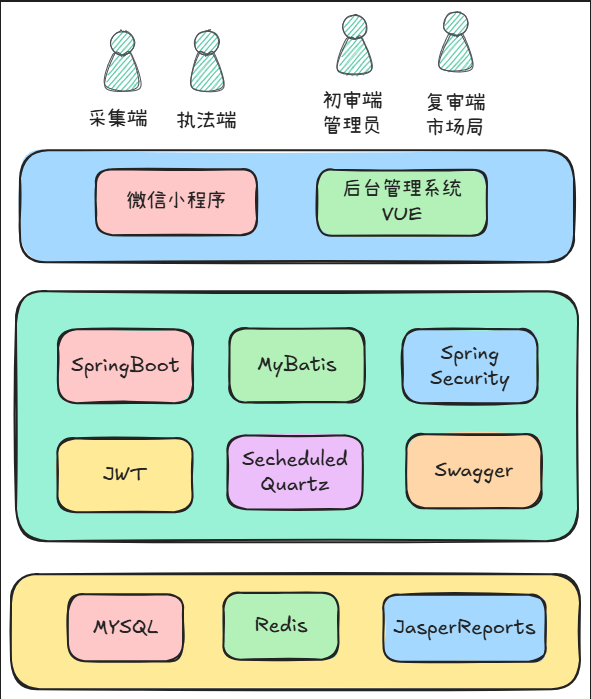 采集端
执法端
初审端
管理员
复审端
市场局
微信小程序
后台管理系统
VUE
SpringBoot
MyBatis
Spring
Security
JWT
Secheduled
Quartz
Swagger
MYSQL
Redis
JasperReports